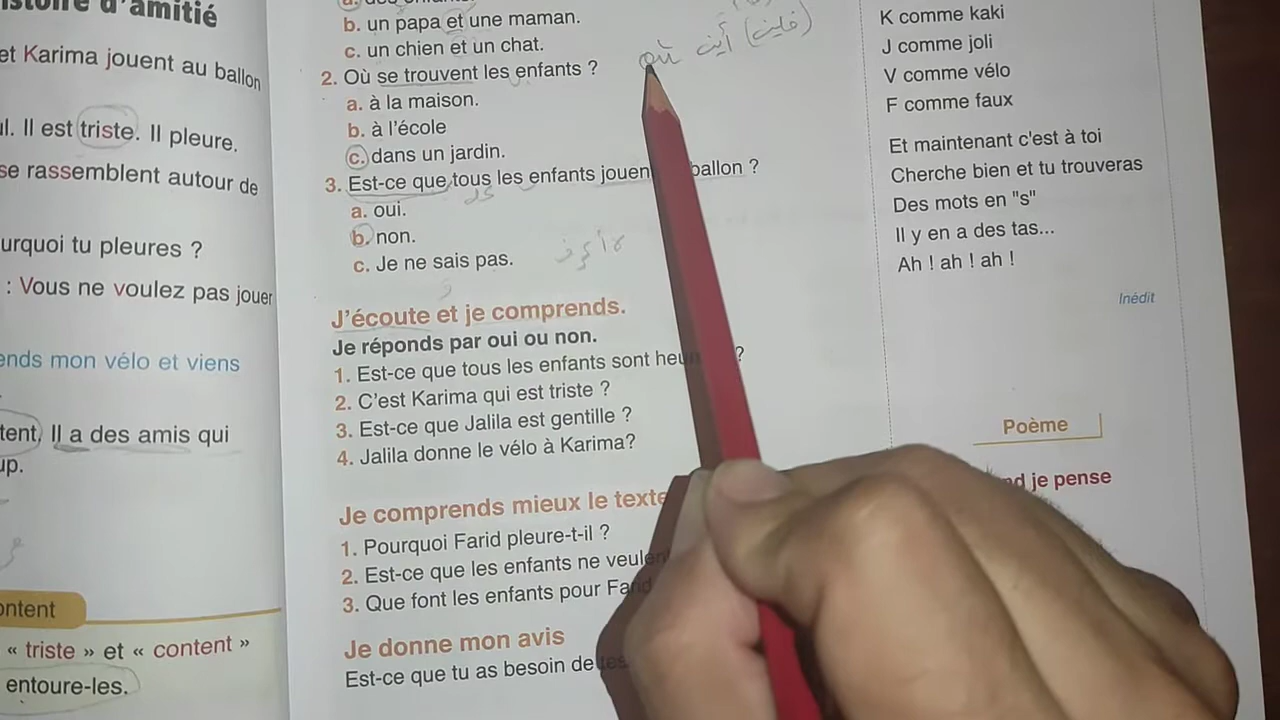 istoire d'amitié
et Karima jouent au ballon
ul. Il est triste. Il pleure.
se rassemblent autour de
urquoi tu pleures ?
: Vous ne voulez pas jouer
ends mon vélo et viens
tent. Il a des amis qui
up.
ontent
« triste » et « content »
entoure-les.
b. un papa et une maman.
c. un chien et un chat.
2. Où se trouvent les enfants ?
où أين (فاين)
a. à la maison.
b. à l'école
c. dans un jardin.
3. Est-ce que tous les enfants jouen ballon ?
كل
a. oui.
b. non.
c. Je ne sais pas.
لا أعرف
J'écoute et je comprends.
Je réponds par oui ou non.
1. Est-ce que tous les enfants sont heu ?
2. C'est Karima qui est triste ?
3. Est-ce que Jalila est gentille ?
4. Jalila donne le vélo à Karima?
Je comprends mieux le texte
1. Pourquoi Farid pleure-t-il ?
2. Est-ce que les enfants ne veulen
3. Que font les enfants pour Farid
Je donne mon avis
Est-ce que tu as besoin de
K comme kaki
J comme joli
V comme vélo
F comme faux
Et maintenant c'est à toi
Cherche bien et tu trouveras
Des mots en "s"
Il y en a des tas...
Ah ! ah ! ah !
Inédit
Poème
nd je pense